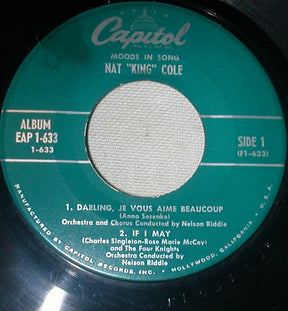 Capitol
MOODS IN SONG
NAT "KING" COLE
ALBUM
EAP 1-633
1-633
SIDE 1
(F1-633)
1. DARLING, JE VOUS AIME BEAUCOUP
(Anna Sosenko)
Orchestra and Chorus Conducted by Nelson Riddle
2. IF I MAY
(Charles Singleton-Rose Marie McCoy)
and The Four Knights
Orchestra Conducted by
Nelson Riddle
MANUFACTURED BY CAPITOL RECORDS, INC. • HOLLYWOOD, CALIFORNIA • U.S.A.